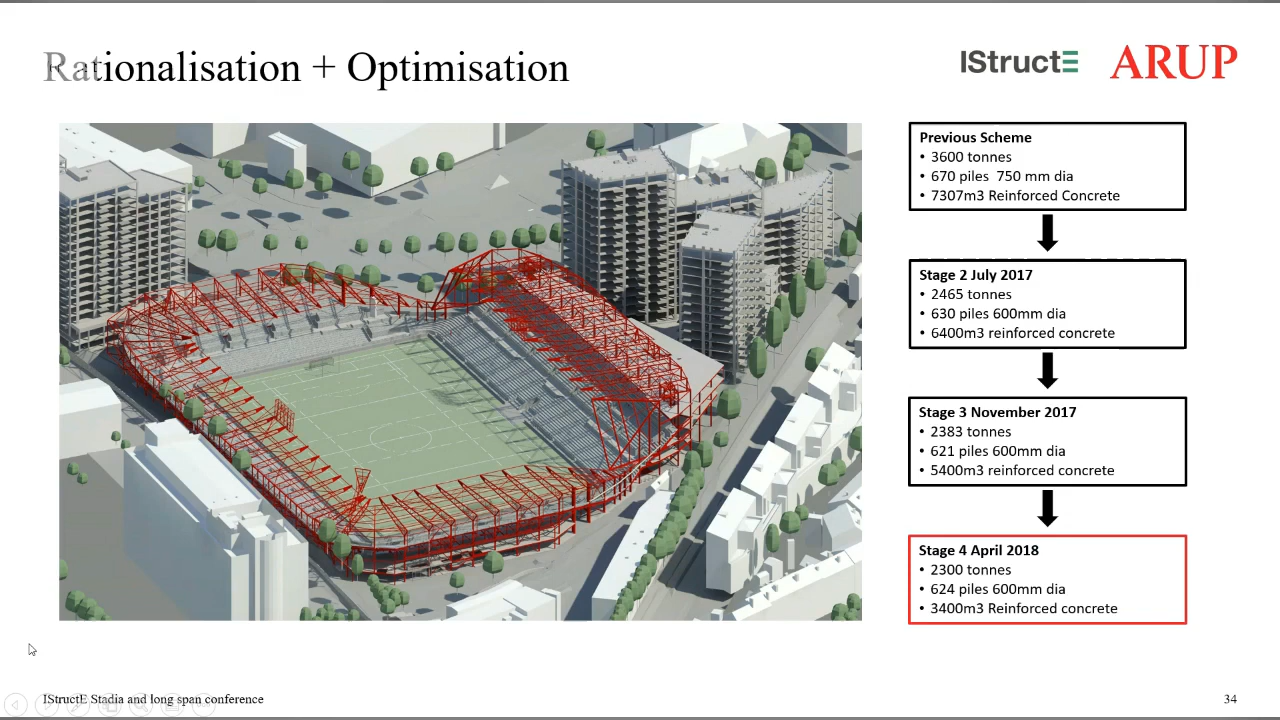 Rationalisation + Optimisation
IStructE ARUP
Previous Scheme
• 3600 tonnes
• 670 piles 750 mm dia
• 7307m3 Reinforced Concrete
Stage 2 July 2017
• 2465 tonnes
• 630 piles 600mm dia
• 6400m3 reinforced concrete
Stage 3 November 2017
• 2383 tonnes
• 621 piles 600mm dia
• 5400m3 reinforced concrete
Stage 4 April 2018
• 2300 tonnes
• 624 piles 600mm dia
• 3400m3 Reinforced concrete
IStructE Stadia and long span conference
34